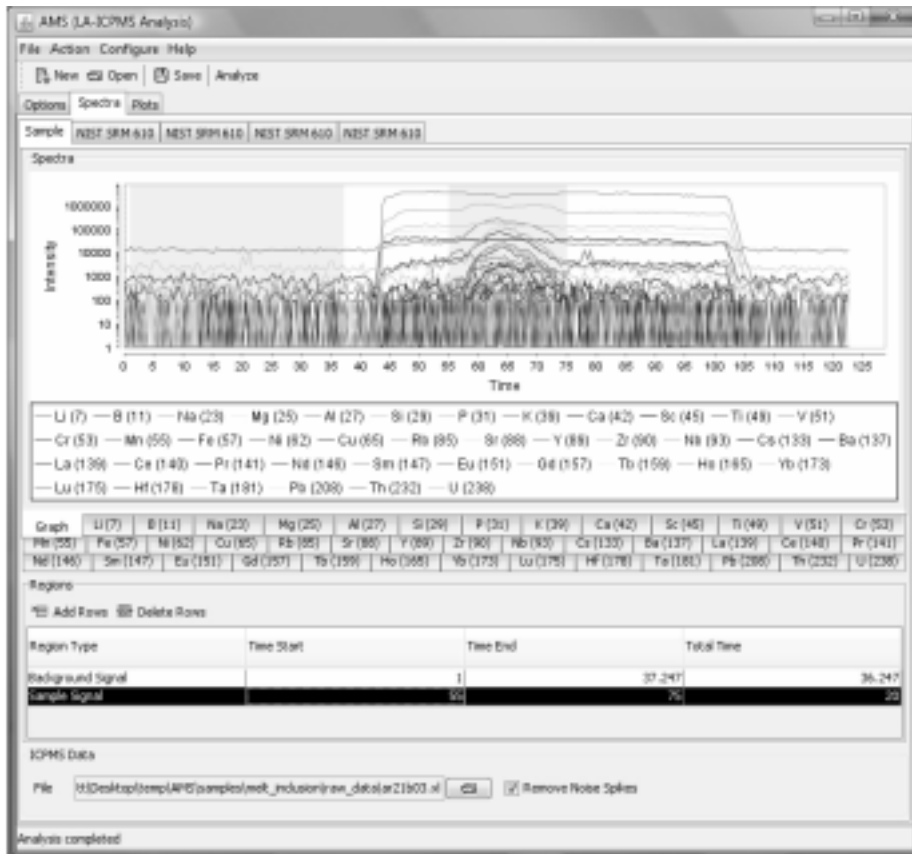 AMS (LA-ICPMS Analysis)
File Action Configure Help
New Open Save Analyze
Options Spectra Plots
Sample NIST SRM 610 NIST SRM 610 NIST SRM 610 NIST SRM 610
Spectra
Intensity
1000000
100000
10000
1000
100
10
1
0 5 10 15 20 25 30 35 40 45 50 55 60 65 70 75 80 85 90 95 100 105 110 115 120 125
Time
Li (7) B (11) Na (23) Mg (25) Al (27) Si (29) P (31) K (39) Ca (42) Sc (45) Ti (49) V (51)
Cr (53) Mn (55) Fe (57) Ni (62) Cu (65) Rb (85) Sr (88) Y (89) Zr (90) Nb (93) Cs (133) Ba (137)
La (139) Ce (140) Pr (141) Nd (146) Sm (147) Eu (151) Gd (157) Tb (159) Ho (165) Yb (173)
Lu (175) Hf (178) Ta (181) Pb (208) Th (232) U (238)
Graph Li (7) B (11) Na (23) Mg (25) Al (27) Si (29) P (31) K (39) Ca (42) Sc (45) Ti (49) V (51) Cr (53)
Mn (55) Fe (57) Ni (62) Cu (65) Rb (85) Sr (88) Y (89) Zr (90) Nb (93) Cs (133) Ba (137) La (139) Ce (140) Pr (141)
Nd (146) Sm (147) Eu (151) Gd (157) Tb (159) Ho (165) Yb (173) Lu (175) Hf (178) Ta (181) Pb (208) Th (232) U (238)
Regions
Add Rows Delete Rows
Region Type Time Start Time End Total Time
Background Signal 1 37.247 36.247
Sample Signal 55 75 20
ICPMS Data
File \Desktop\temp\AMS\samples\melt_inclusion\raw_data\ar21b03.xl Remove Noise Spikes
Analysis completed